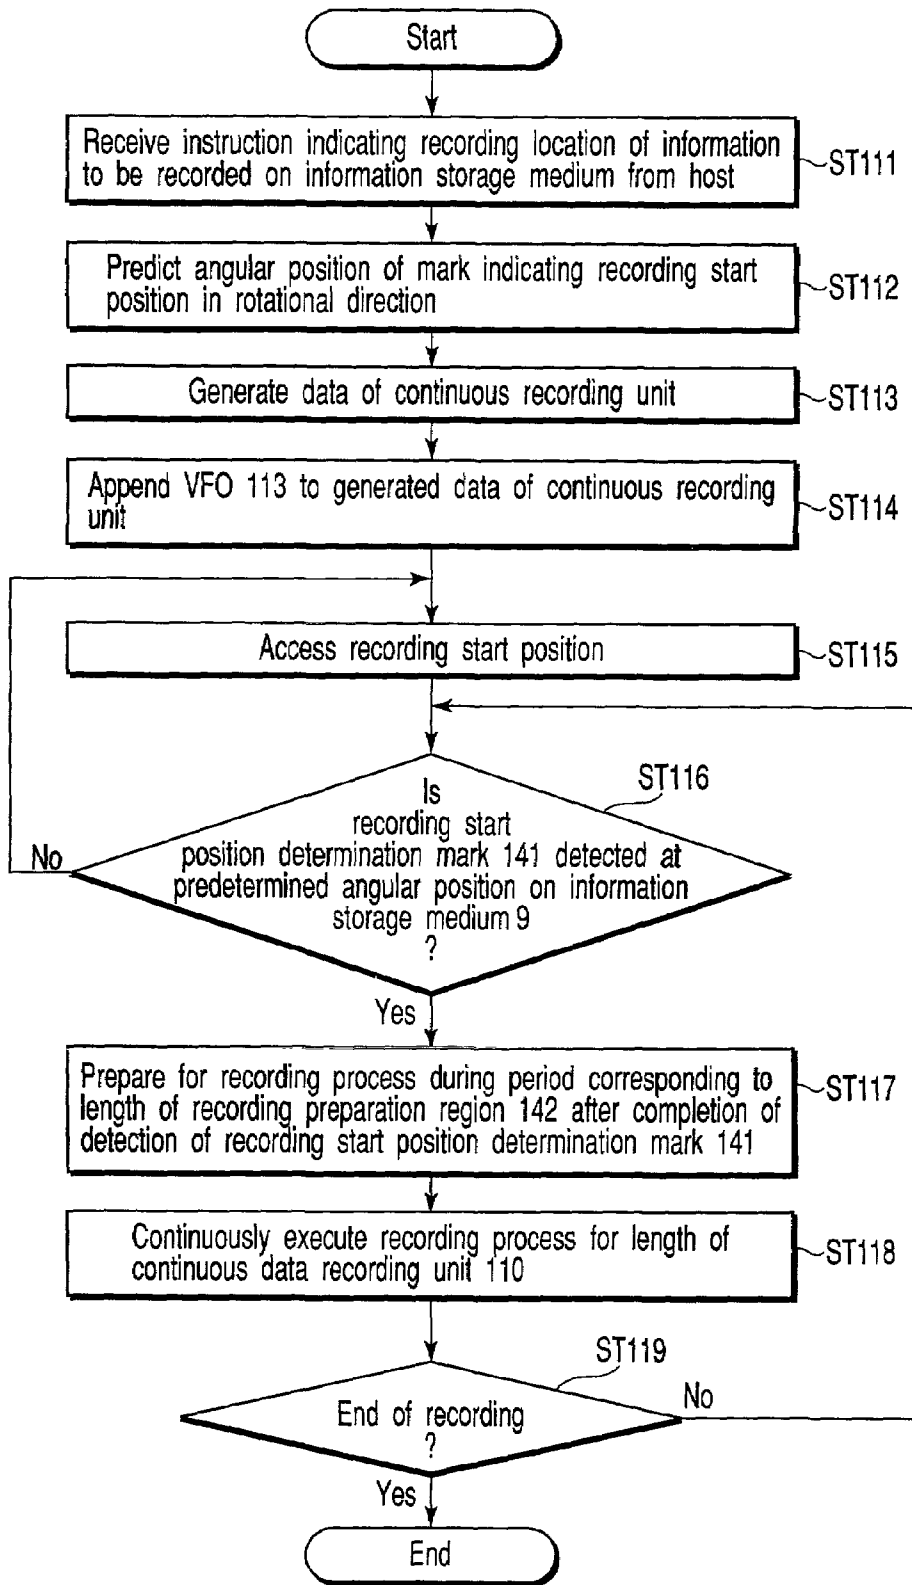 Start
Receive instruction indicating recording location of information
to be recorded on information storage medium from host
ST111
Predict angular position of mark indicating recording start
position in rotational direction
ST112
Generate data of continuous recording unit
ST113
Append VFO 113 to generated data of continuous recording
unit
ST114
Access recording start position
ST115
ST116
Is
recording start
position determination mark 141 detected at
predetermined angular position on information
storage medium 9
?
No
Yes
Prepare for recording process during period corresponding to
length of recording preparation region 142 after completion of
detection of recording start position determination mark 141
ST117
Continuously execute recording process for length of
continuous data recording unit 110
ST118
ST119
End of recording
?
No
Yes
End